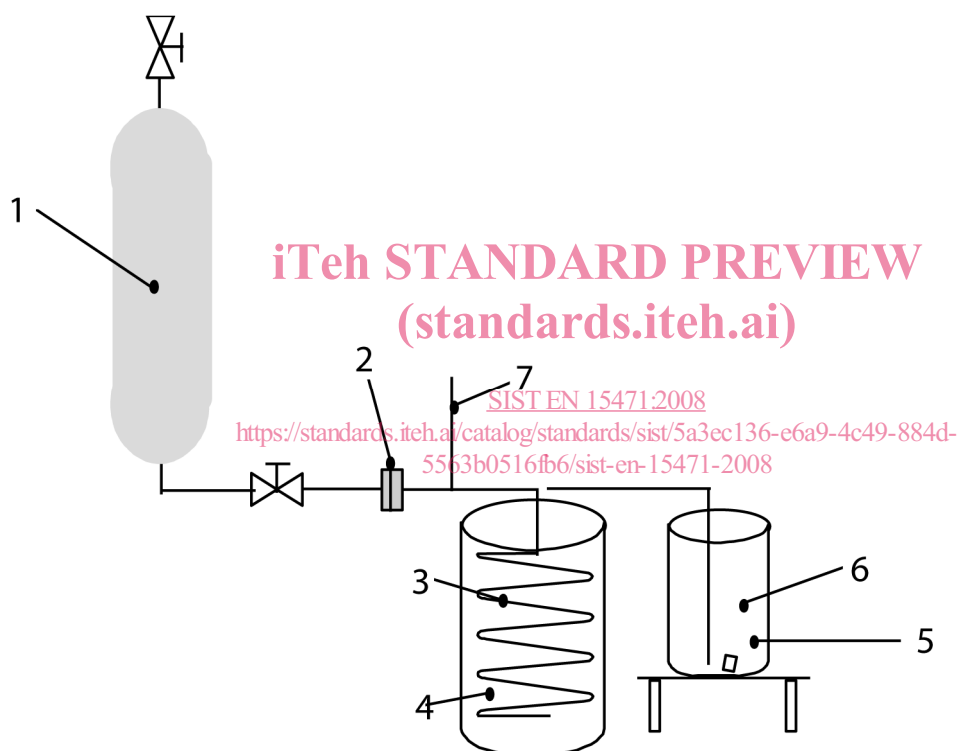 1
iTeh STANDARD PREVIEW
(standards.iteh.ai)
2
7
SIST EN 15471:2008
https://standards.iteh.ai/catalog/standards/sist/5a3ec136-e6a9-4c49-884d-
5563b0516fb6/sist-en-15471-2008
3
6
5
4